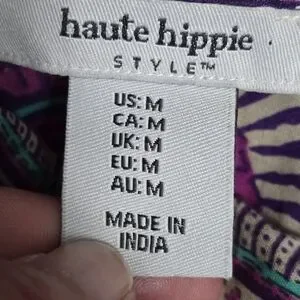 haute hippie
STYLE™
US: M
CA: M
UK: M
EU: M
AU: M
MADE IN
INDIA